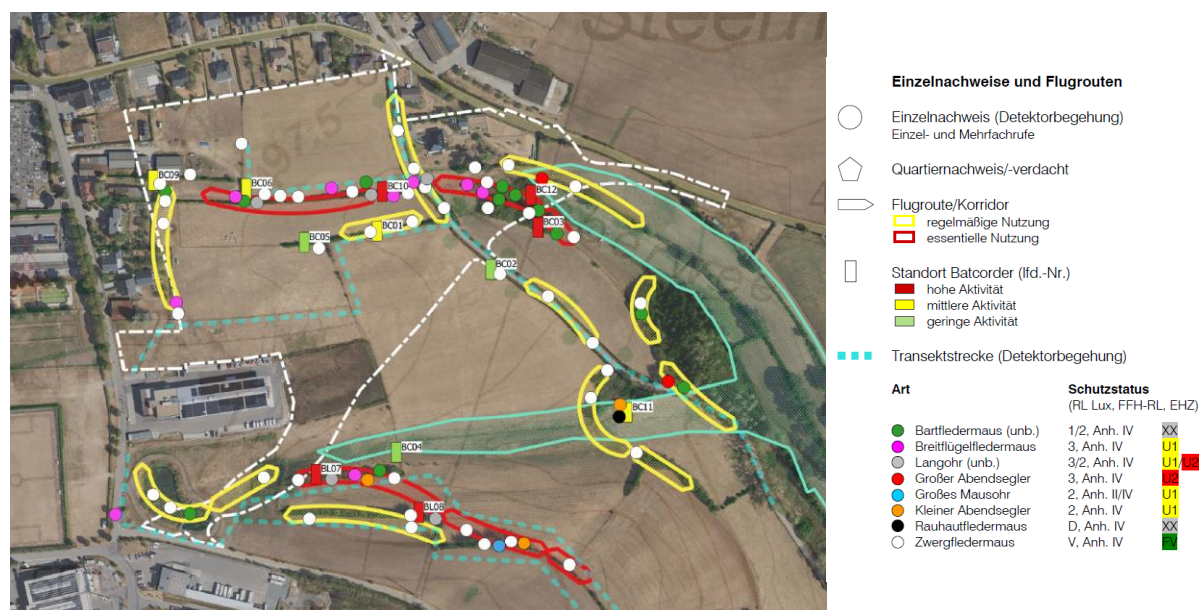 Steern
97.5
BC09
BC06
BC10
BC12
BC03
BC01
BC05
BC02
BC11
BC04
BL07
BL08
Einzelnachweise und Flugrouten
Einzelnachweis (Detektorbegehung)
Einzel- und Mehrfachrufe
Quartiernachweis/-verdacht
Flugroute/Korridor
regelmäßige Nutzung
essentielle Nutzung
Standort Batcorder (lfd.-Nr.)
hohe Aktivität
mittlere Aktivität
geringe Aktivität
Transektstrecke (Detektorbegehung)
Art Schutzstatus
(RL Lux, FFH-RL, EHZ)
Bartfledermaus (unb.) 1/2, Anh. IV XX
Breitflügelfledermaus 3, Anh. IV U1
Langohr (unb.) 3/2, Anh. IV U1/U2
Großer Abendsegler 3, Anh. IV U2
Großes Mausohr 2, Anh. II/IV U1
Kleiner Abendsegler 2, Anh. IV U1
Rauhautfledermaus D, Anh. IV XX
Zwergfledermaus V, Anh. IV FV